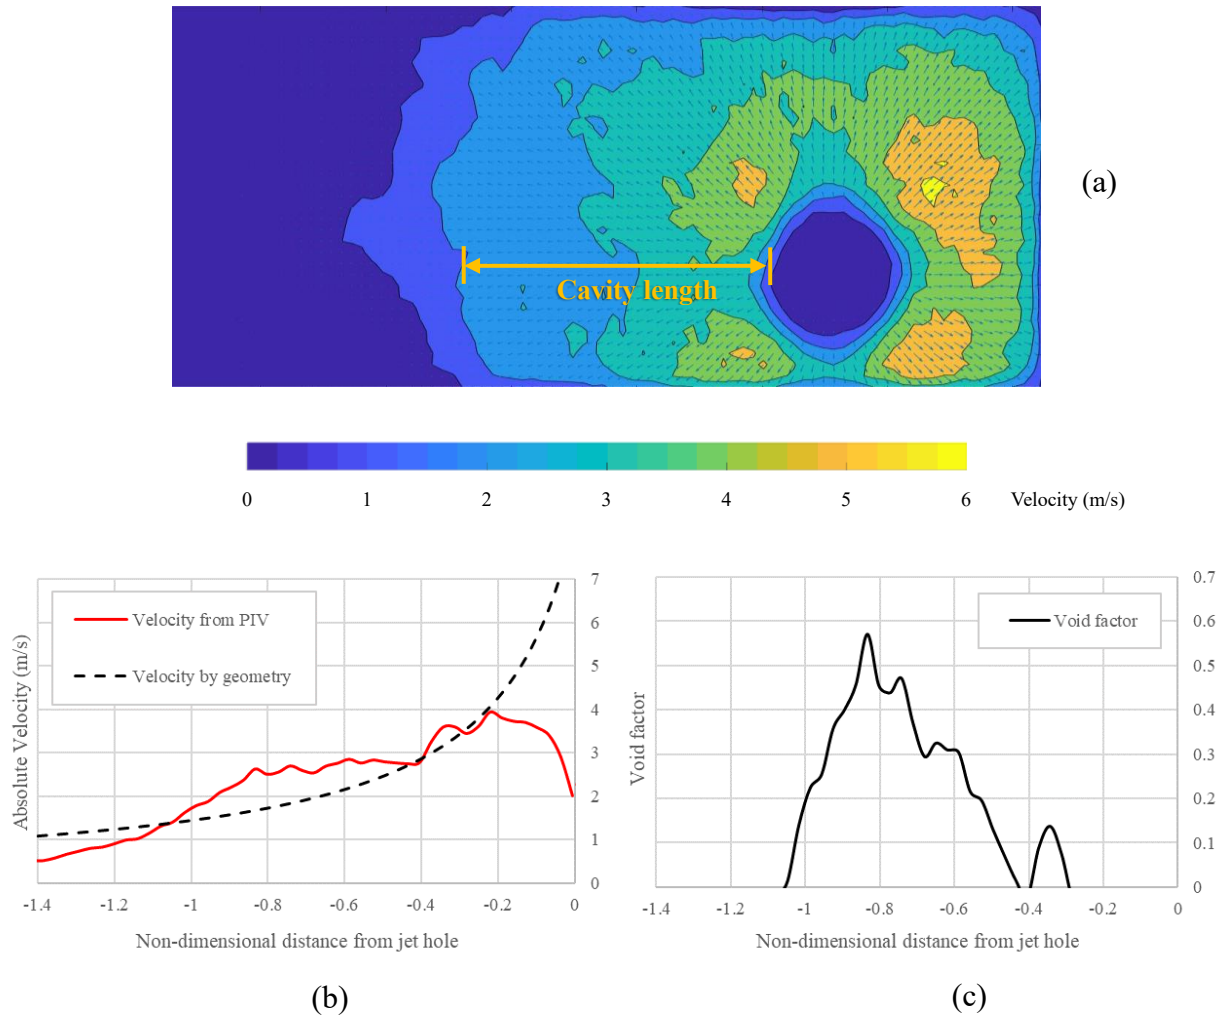 (a)
Cavity length
0 1 2 3 4 5 6 Velocity (m/s)
Absolute Velocity (m/s)
Velocity from PIV
Velocity by geometry
7
6
5
4
3
2
1
0
-1.4 -1.2 -1 -0.8 -0.6 -0.4 -0.2 0
Non-dimensional distance from jet hole
(b)
Void factor
Void factor
0.7
0.6
0.5
0.4
0.3
0.2
0.1
0
-1.4 -1.2 -1 -0.8 -0.6 -0.4 -0.2 0
Non-dimensional distance from jet hole
(c)